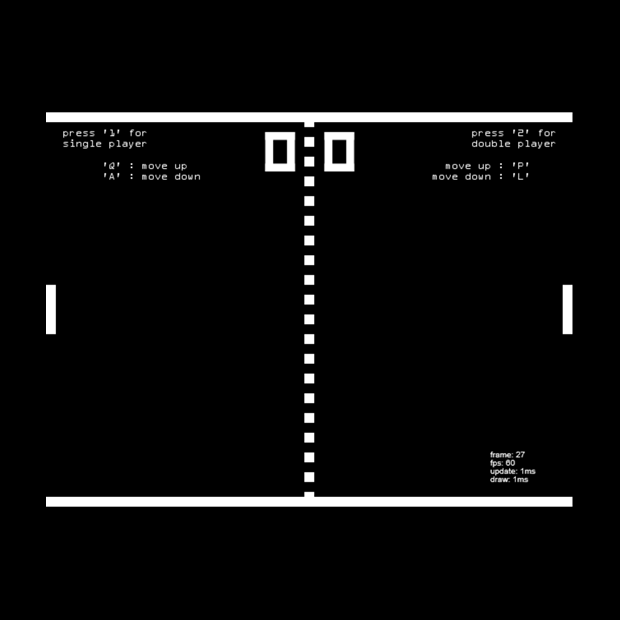 press '1' for
single player
'Q' : move up
'A' : move down
0 0
press '2' for
double player
move up : 'P'
move down : 'L'
frame: 27
fps: 60
update: 1ms
draw: 1ms